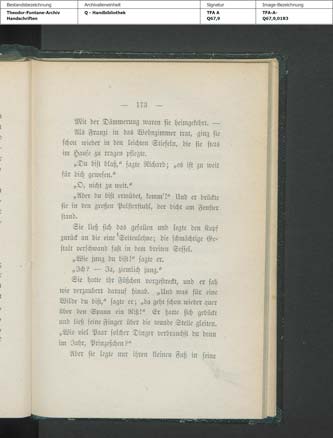 Bestandsbezeichnung
Theodor-Fontane-Archiv
Handschriften
Archivalieneinheit
Q - Handbibliothek
Signatur
TFA A
Q67,9
Image-Bezeichnung
TFA-A-
Q67,9,0183
— 173 —
Mit der Dämmerung waren sie heimgekehrt. —
Als Franzi in das Wohnzimmer trat, ging sie
schon wieder in den leichten Stiefeln, die sie stets
im Hause zu tragen pflegte.
„Du bist blaß,“ sagte Richard; „es ist zu weit
für dich gewesen.“
„O, nicht zu weit.“
„Aber du bist ermüdet, komm'!“ Und er drückte
sie in den großen Polsterstuhl, der dicht am Fenster
stand.
Sie ließ sich das gefallen und legte den Kopf
zurück an die eine Seitenlehne; die schmächtige Ge-
stalt verschwand fast in dem breiten Sessel.
„Wie jung du bist!“ sagte er.
„Ich? — Ja, ziemlich jung.“
Sie hatte ihr Füßchen vorgestreckt, und er sah
wie verzaubert darauf hinab. „Und was für eine
Wilde du bist,“ sagte er; „da geht schon wieder quer
über den Spann ein Riß!“ Er hatte sich gebückt
und ließ seine Finger über die wunde Stelle gleiten.
„Wie viel Paar solcher Dinger verbrauchst du denn
im Jahr, Prinzeßchen?“
Aber sie legte nur ihren kleinen Fuß in seine